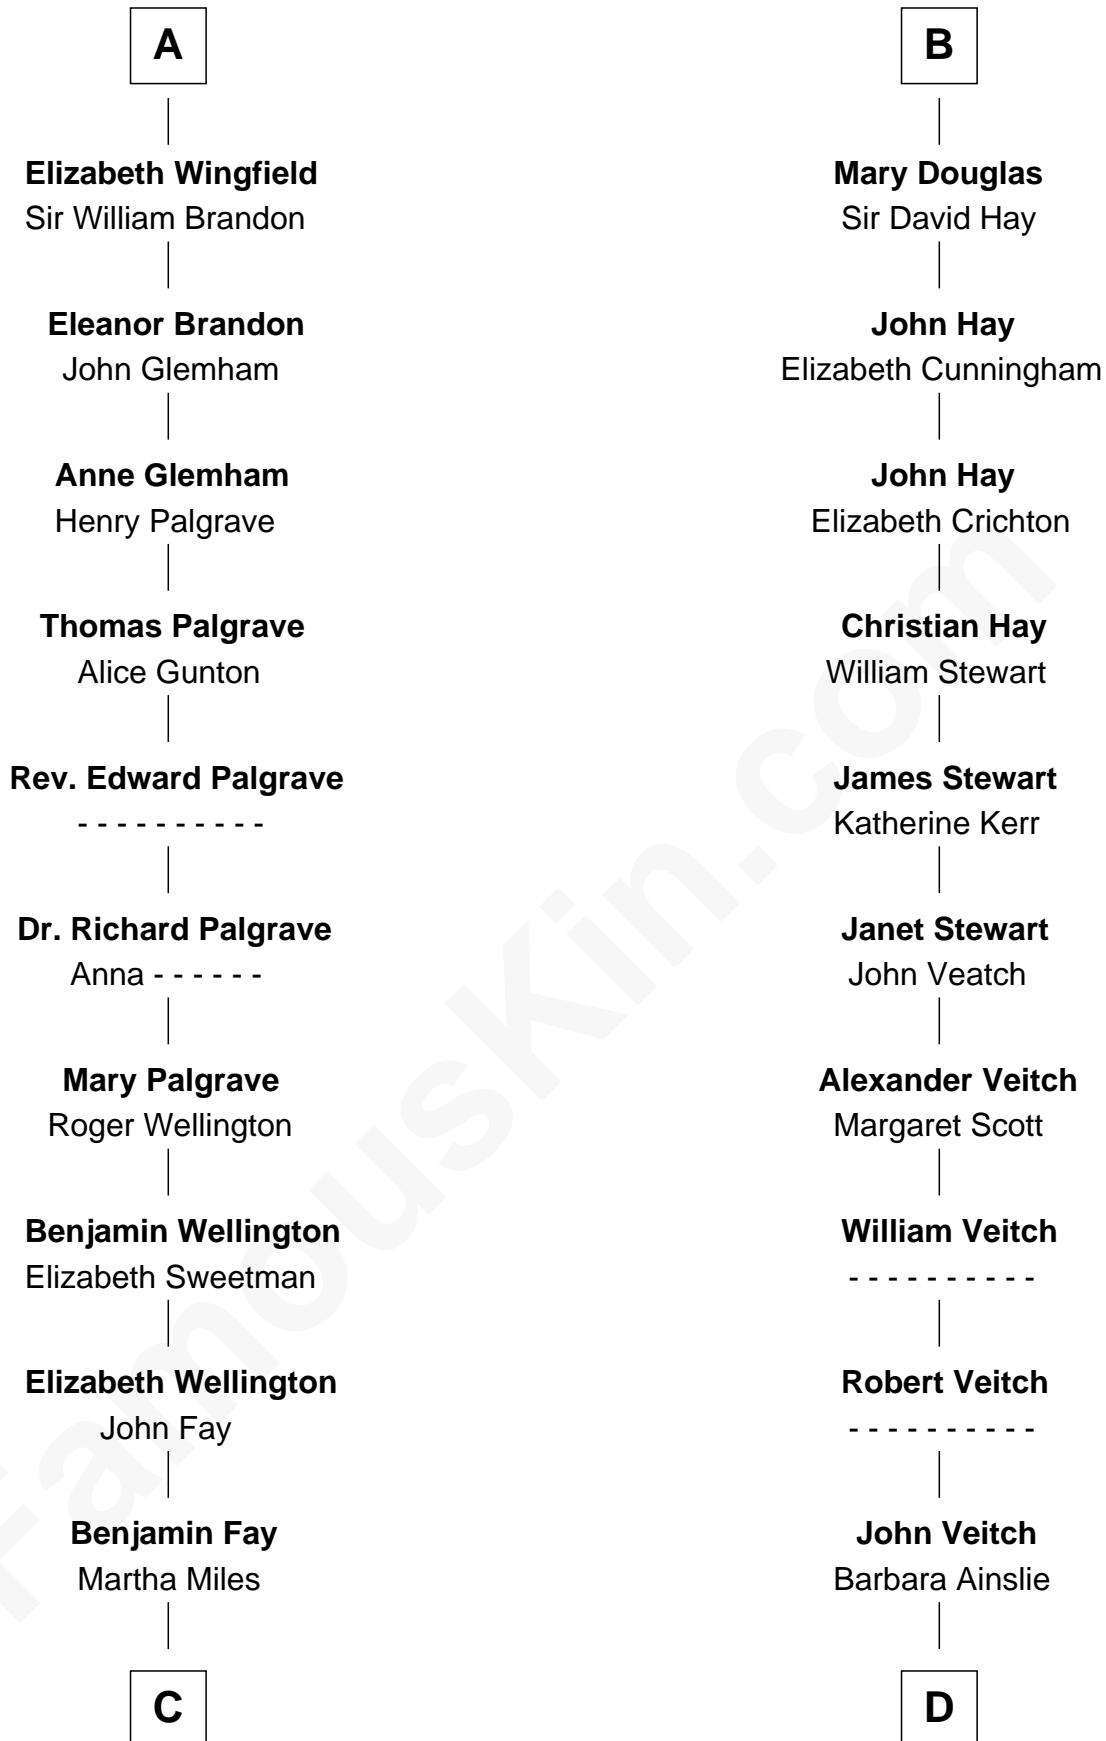 A
Elizabeth Wingfield
Sir William Brandon
Eleanor Brandon
John Glemham
Anne Glemham
Henry Palgrave
Thomas Palgrave
Alice Gunton
Rev. Edward Palgrave
- - - - - - - - - -
Dr. Richard Palgrave
Anna - - - - - -
Mary Palgrave
Roger Wellington
Benjamin Wellington
Elizabeth Sweetman
Elizabeth Wellington
John Fay
Benjamin Fay
Martha Miles
C
B
Mary Douglas
Sir David Hay
John Hay
Elizabeth Cunningham
John Hay
Elizabeth Crichton
Christian Hay
William Stewart
James Stewart
Katherine Kerr
Janet Stewart
John Veatch
Alexander Veitch
Margaret Scott
William Veitch
- - - - - - - - - -
Robert Veitch
- - - - - - - - - -
John Veitch
Barbara Ainslie
D
FamousKin.com